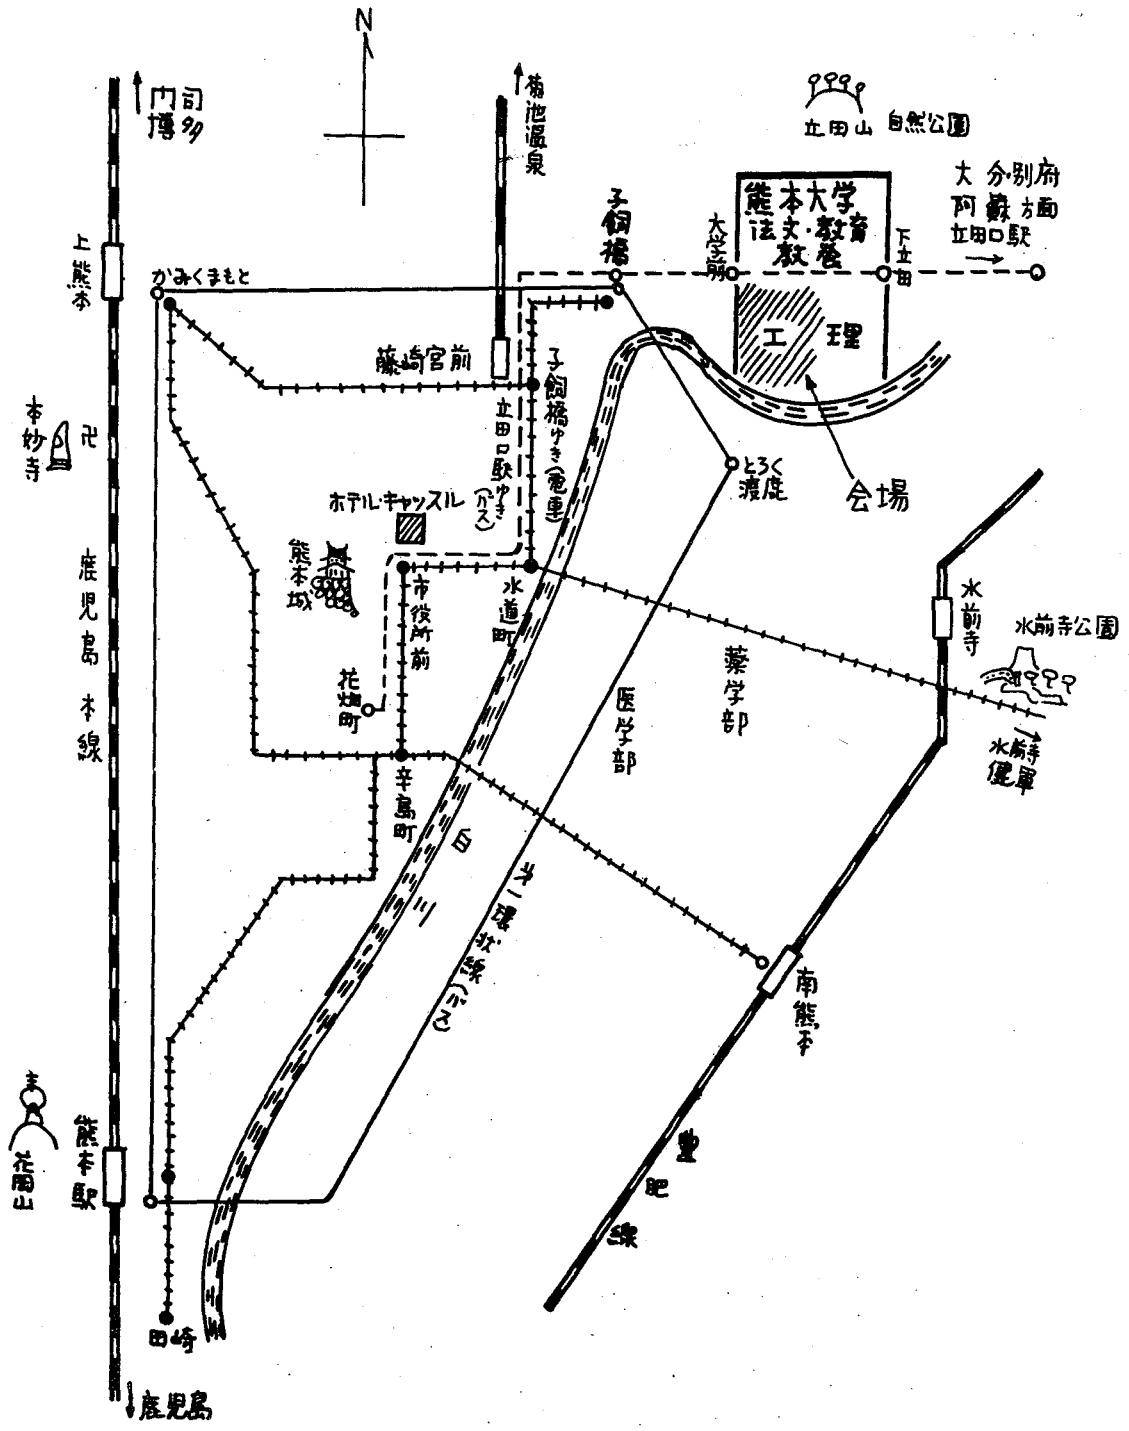 N
門司
博多
菊池温泉
立田山 自然公園
大分・別府
阿蘇方面
立田口駅
熊本大学
法文・教育
教養
子飼橋
大学前
下立田
上熊本
かみくまもと
工 理
藤崎宮前
子飼橋ゆき(電車)
立田口駅ゆき(バス)
本妙寺
卍
とろく
渡鹿
会場
ホテル・キャッスル
熊本城
市役所前
水道町
水前寺
水前寺公園
鹿児島本線
花畑町
薬学部
医学部
水前寺
健軍
辛島町
白
川
第一環状線(バス)
南熊本
花岡山
熊本駅
豊肥線
田崎
鹿児島